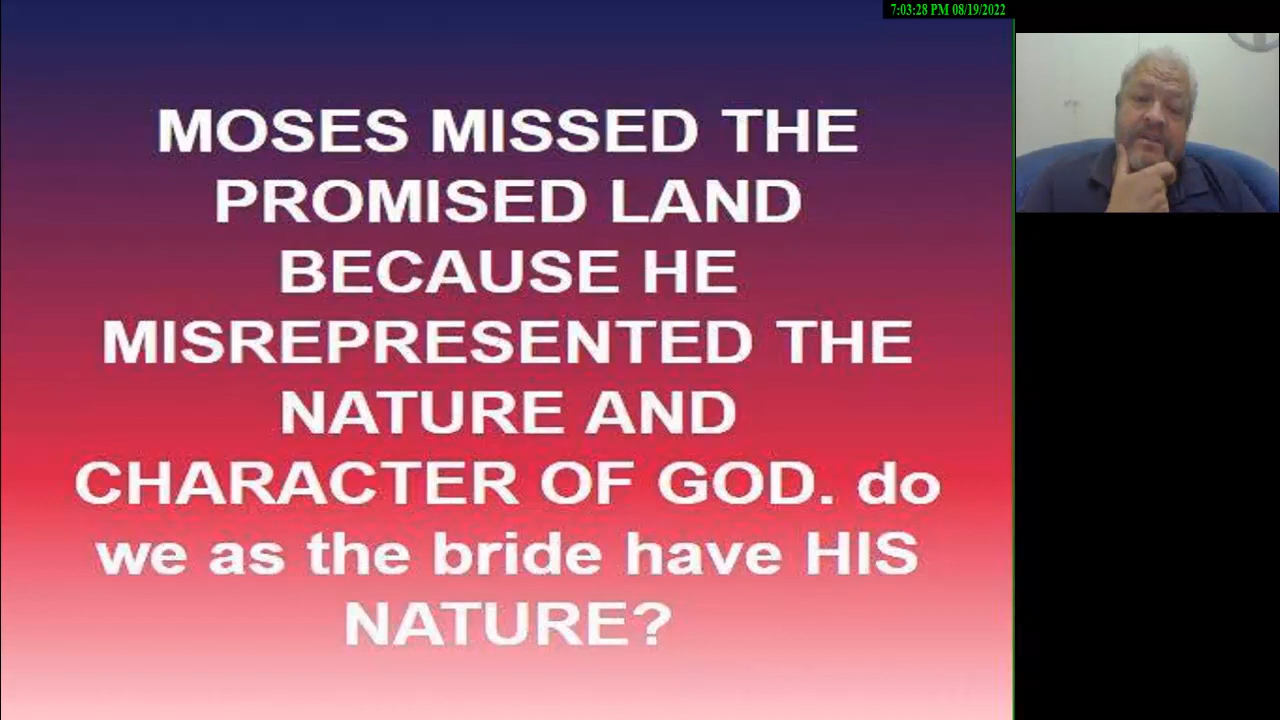 7:03:28 PM 08/19/2022
MOSES MISSED THE
PROMISED LAND
BECAUSE HE
MISREPRESENTED THE
NATURE AND
CHARACTER OF GOD. do
we as the bride have HIS
NATURE?